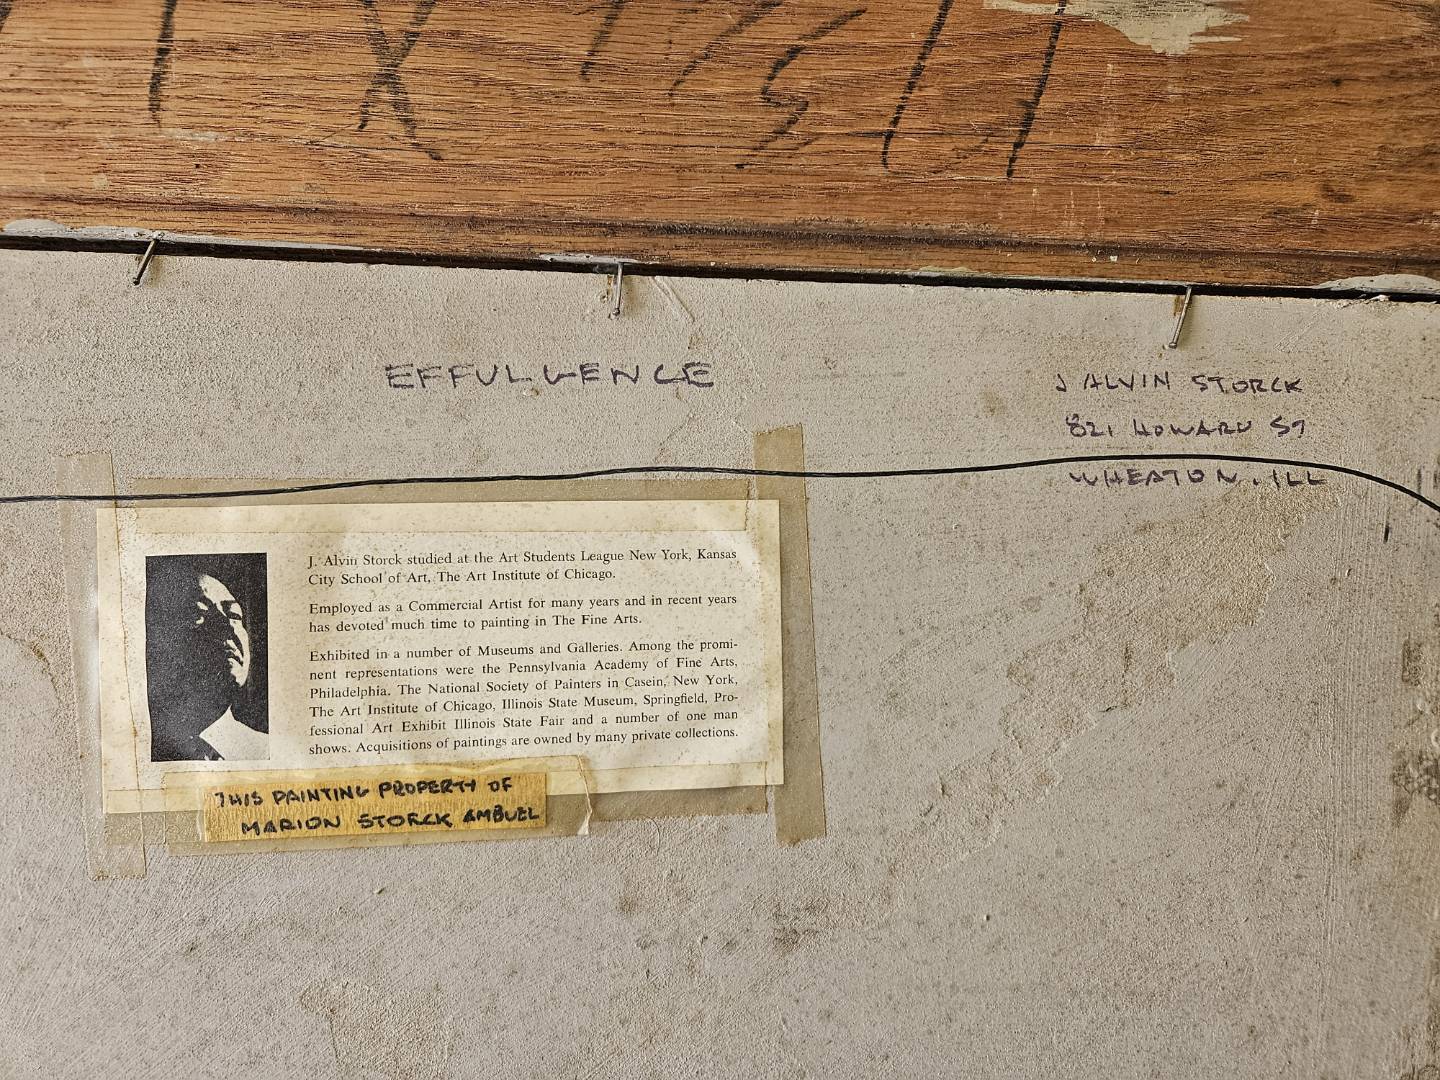 EFFULGENCE
J ALVIN STORCK
821 HOWARD ST
WHEATON, ILL
J. Alvin Storck studied at the Art Students League New York, Kansas
City School of Art, The Art Institute of Chicago.
Employed as a Commercial Artist for many years and in recent years
has devoted much time to painting in The Fine Arts.
Exhibited in a number of Museums and Galleries. Among the promi-
nent representations were the Pennsylvania Academy of Fine Arts,
Philadelphia. The National Society of Painters in Casein, New York,
The Art Institute of Chicago, Illinois State Museum, Springfield, Pro-
fessional Art Exhibit Illinois State Fair and a number of one man
shows. Acquisitions of paintings are owned by many private collections.
THIS PAINTING PROPERTY OF
MARION STORCK AMBUEL